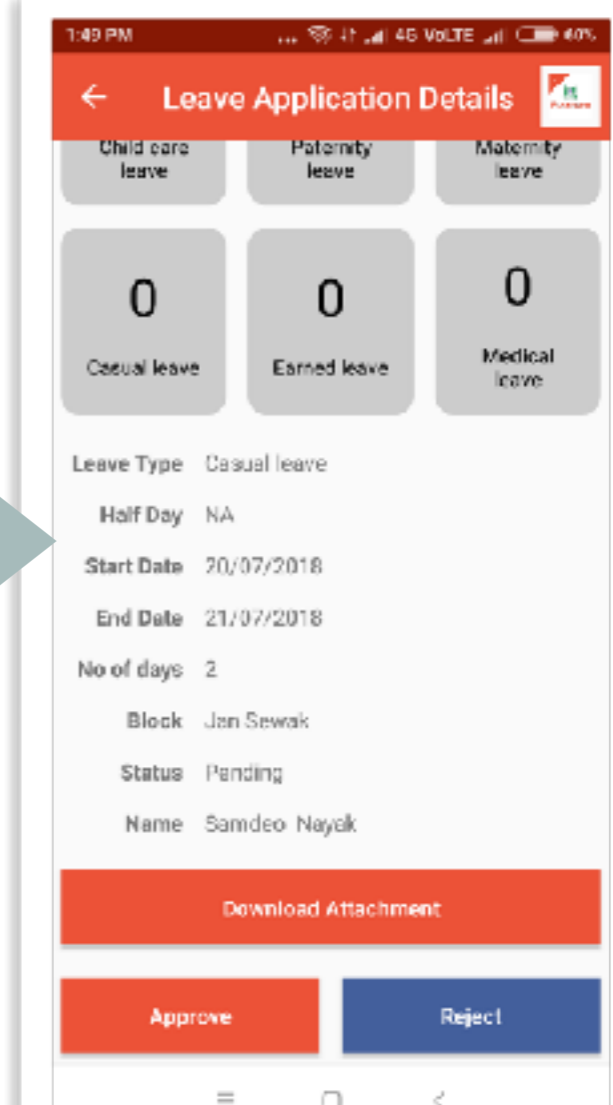 1:49 PM ... 4G VoLTE 60%
Leave Application Details
Child care leave
Paternity leave
Maternity leave
0
Casual leave
0
Earned leave
0
Medical leave
Leave Type Casual leave
Half Day NA
Start Date 20/07/2018
End Date 21/07/2018
No of days 2
Block Jan Sewak
Status Pending
Name Samdeo Nayak
Download Attachment
Approve
Reject